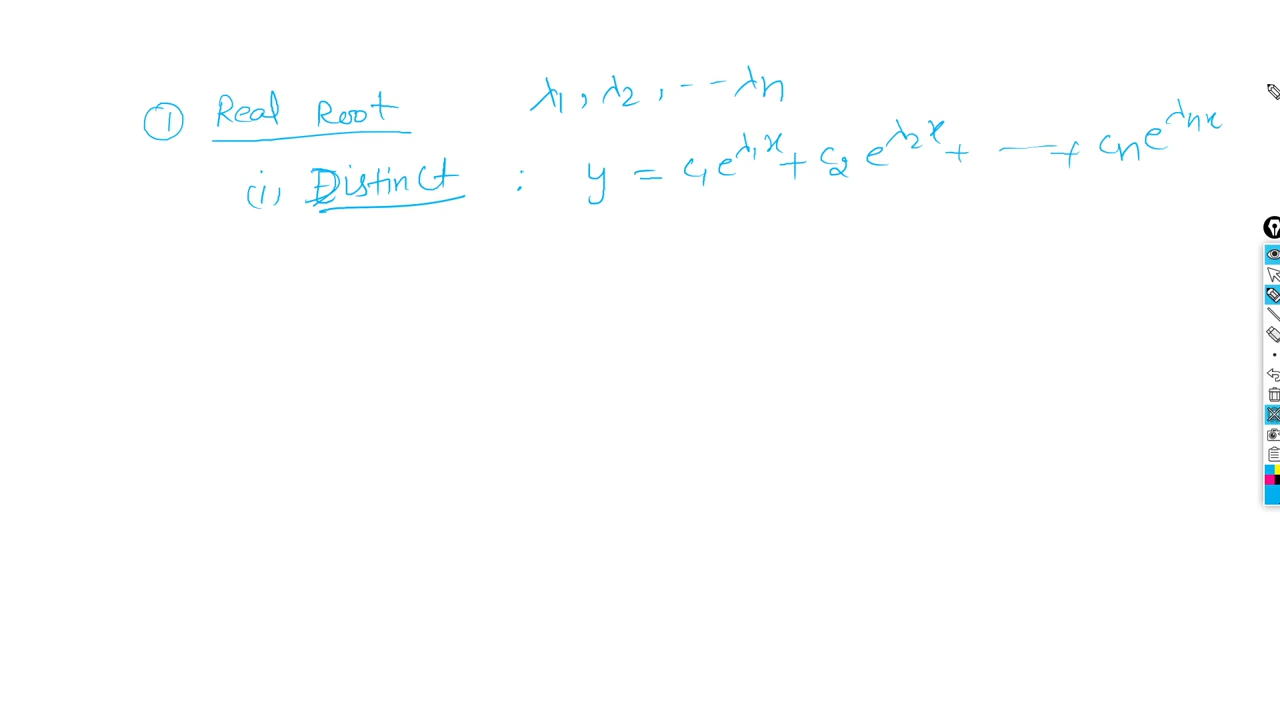 ① Real Root λ₁, λ₂, -- λn
(i) Distinct : y = c₁e^{λ₁x} + c₂e^{λ₂x} + — + cₙe^{λₙx}